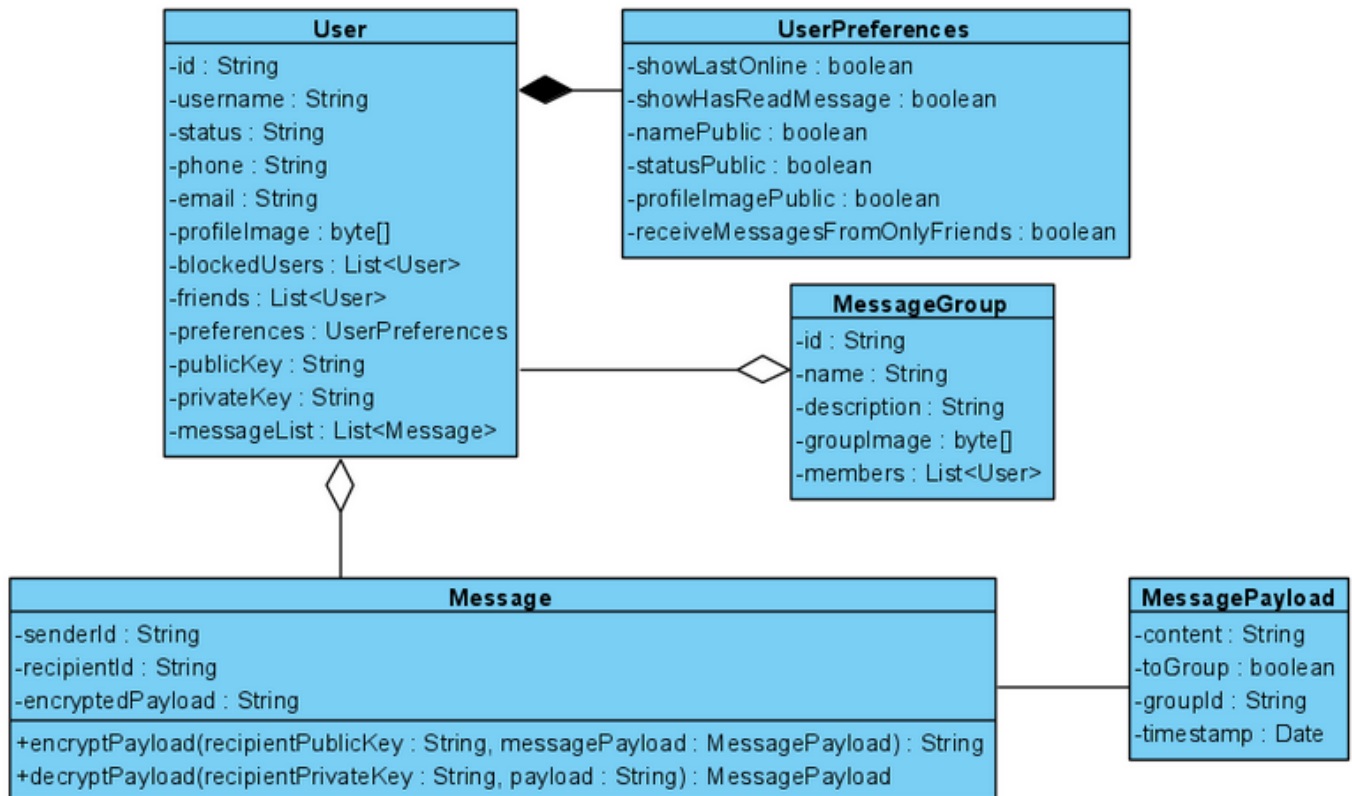 User
-id : String
-username : String
-status : String
-phone : String
-email : String
-profileImage : byte[]
-blockedUsers : List<User>
-friends : List<User>
-preferences : UserPreferences
-publicKey : String
-privateKey : String
-messageList : List<Message>
UserPreferences
-showLastOnline : boolean
-showHasReadMessage : boolean
-namePublic : boolean
-statusPublic : boolean
-profileImagePublic : boolean
-receiveMessagesFromOnlyFriends : boolean
MessageGroup
-id : String
-name : String
-description : String
-groupImage : byte[]
-members : List<User>
Message
-senderId : String
-recipientId : String
-encryptedPayload : String
+encryptPayload(recipientPublicKey : String, messagePayload : MessagePayload) : String
+decryptPayload(recipientPrivateKey : String, payload : String) : MessagePayload
MessagePayload
-content : String
-toGroup : boolean
-groupId : String
-timestamp : Date